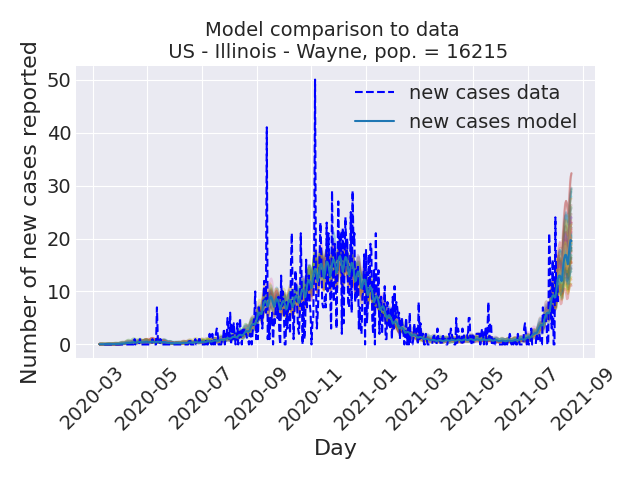 Model comparison to data
US - Illinois - Wayne, pop. = 16215
Number of new cases reported
50
40
30
20
10
0
new cases data
new cases model
2020-03
2020-05
2020-07
2020-09
2020-11
2021-01
2021-03
2021-05
2021-07
2021-09
Day